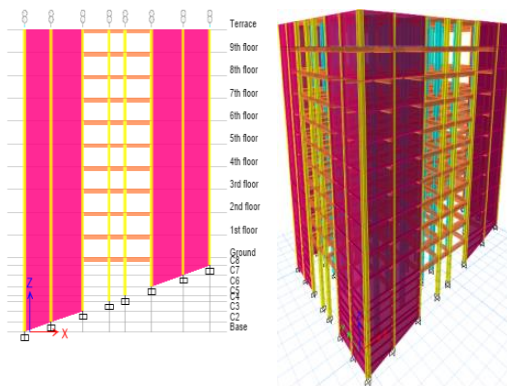 Terrace
9th floor
8th floor
7th floor
6th floor
5th floor
4th floor
3rd floor
2nd floor
1st floor
Ground
C8
C7
C6
C5
C4
C3
C2
Base
Z
X